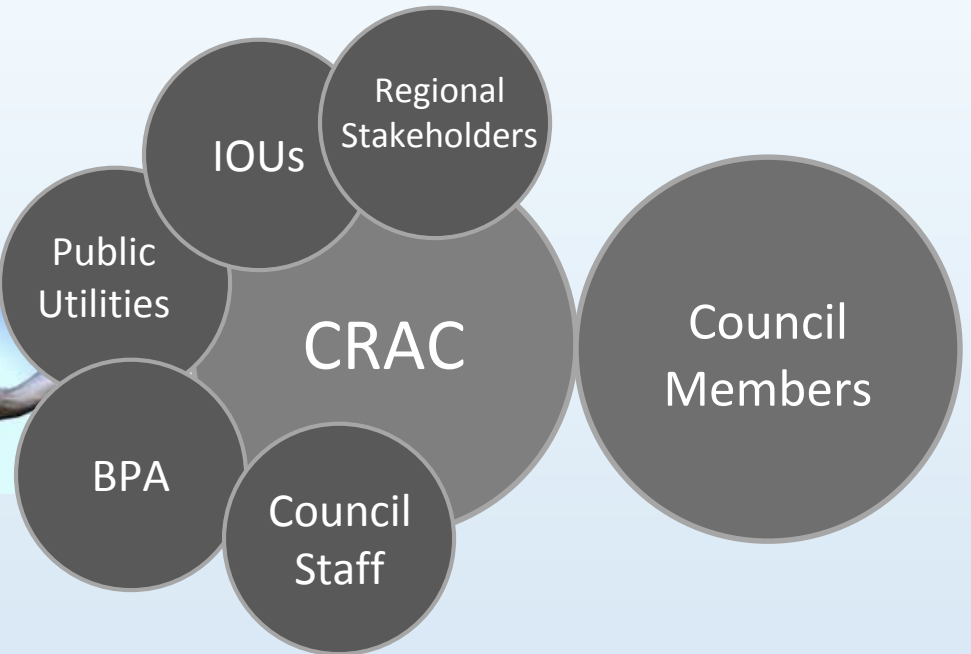 Regional
Stakeholders
IOUs
Public
Utilities
CRAC
Council
Members
BPA
Council
Staff